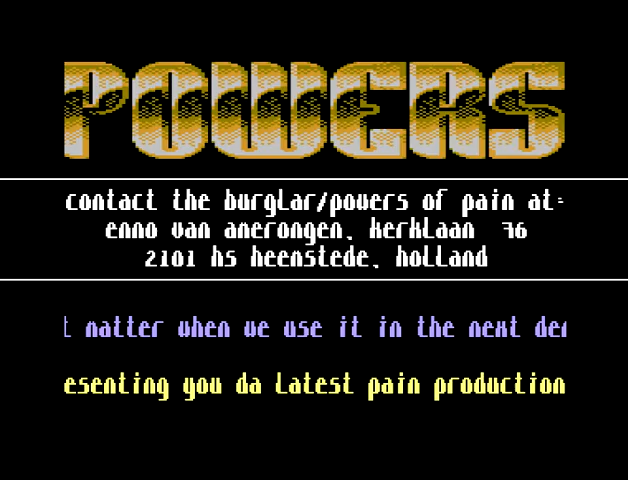 POWERS
contact the burglar/powers of pain at:
enno van amerongen, kerklaan 76
2101 hs heemstede, holland
t matter when we use it in the next den
esenting you da latest pain production